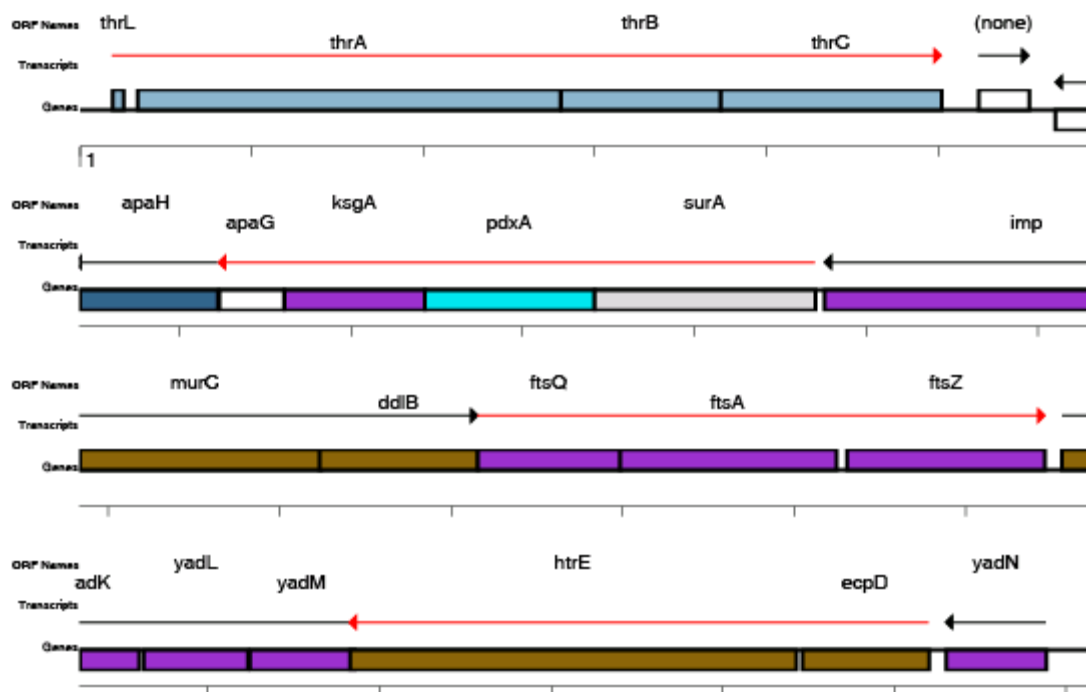 ORF Names thrL thrB (none)
thrA thrC
Transcripts
Genes
1
ORF Names apaH ksgA surA
apaG pdxA imp
Transcripts
Genes
ORF Names murC ftsQ ftsZ
ddlB ftsA
Transcripts
Genes
ORF Names yadL htrE yadN
adK yadM ecpD
Transcripts
Genes